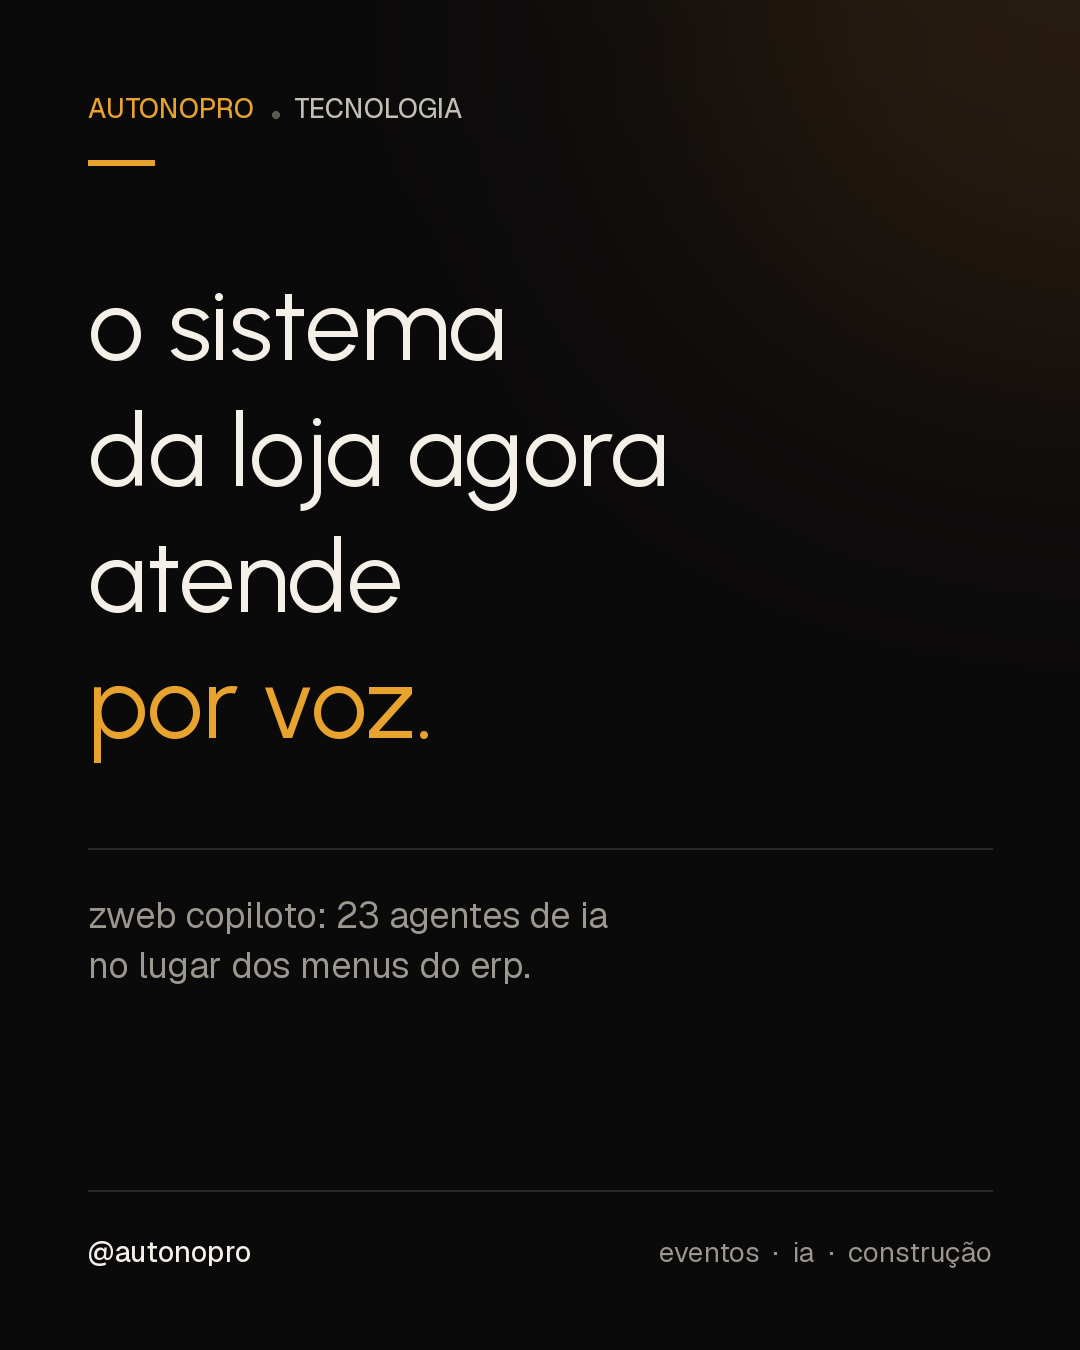 AUTONOPRO • TECNOLOGIA
o sistema
da loja agora
atende
por voz.
zweb copiloto: 23 agentes de ia
no lugar dos menus do erp.
@autonopro
eventos · ia · construção